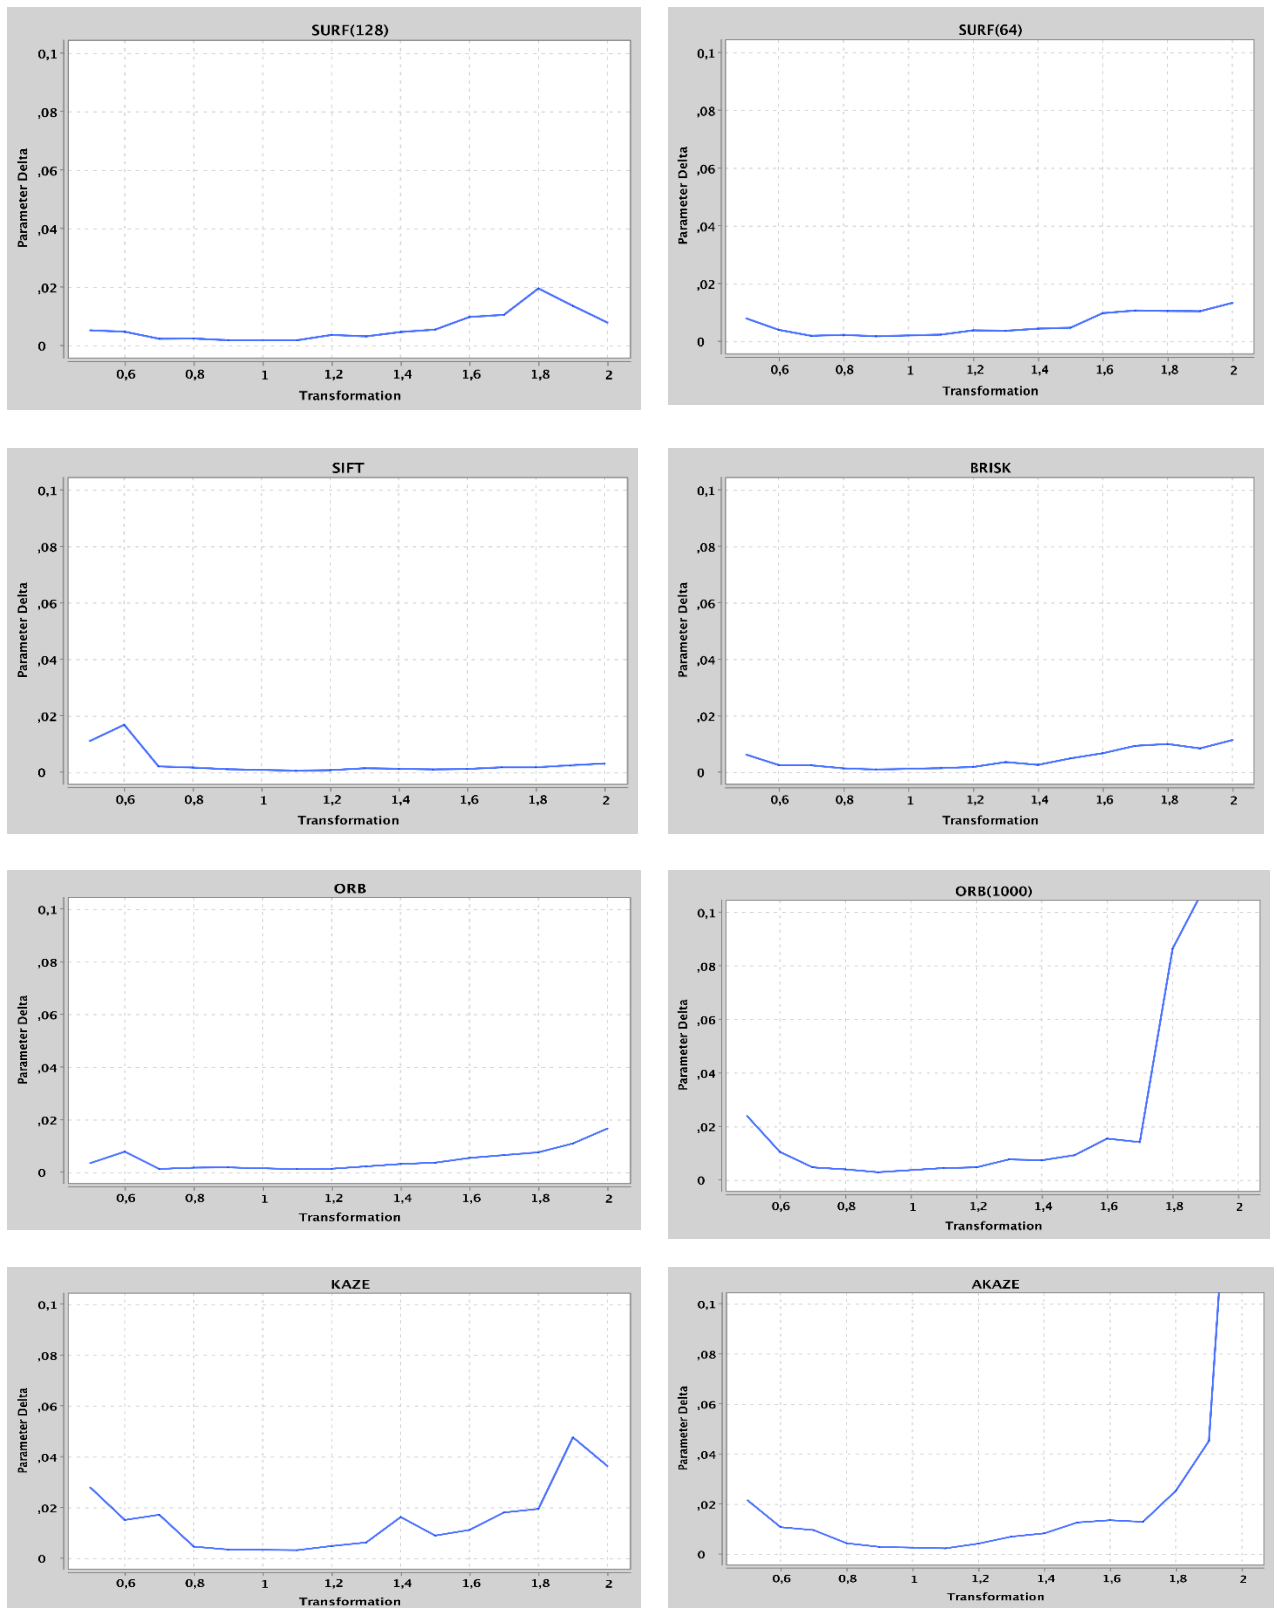 SURF(128)
0,1
,08
,06
,04
,02
0
Parameter Delta
0,6 0,8 1 1,2 1,4 1,6 1,8 2
Transformation
SURF(64)
0,1
,08
,06
,04
,02
0
Parameter Delta
0,6 0,8 1 1,2 1,4 1,6 1,8 2
Transformation
SIFT
0,1
,08
,06
,04
,02
0
Parameter Delta
0,6 0,8 1 1,2 1,4 1,6 1,8 2
Transformation
BRISK
0,1
,08
,06
,04
,02
0
Parameter Delta
0,6 0,8 1 1,2 1,4 1,6 1,8 2
Transformation
ORB
0,1
,08
,06
,04
,02
0
Parameter Delta
0,6 0,8 1 1,2 1,4 1,6 1,8 2
Transformation
ORB(1000)
0,1
,08
,06
,04
,02
0
Parameter Delta
0,6 0,8 1 1,2 1,4 1,6 1,8 2
Transformation
KAZE
0,1
,08
,06
,04
,02
0
Parameter Delta
0,6 0,8 1 1,2 1,4 1,6 1,8 2
Transformation
AKAZE
0,1
,08
,06
,04
,02
0
Parameter Delta
0,6 0,8 1 1,2 1,4 1,6 1,8 2
Transformation